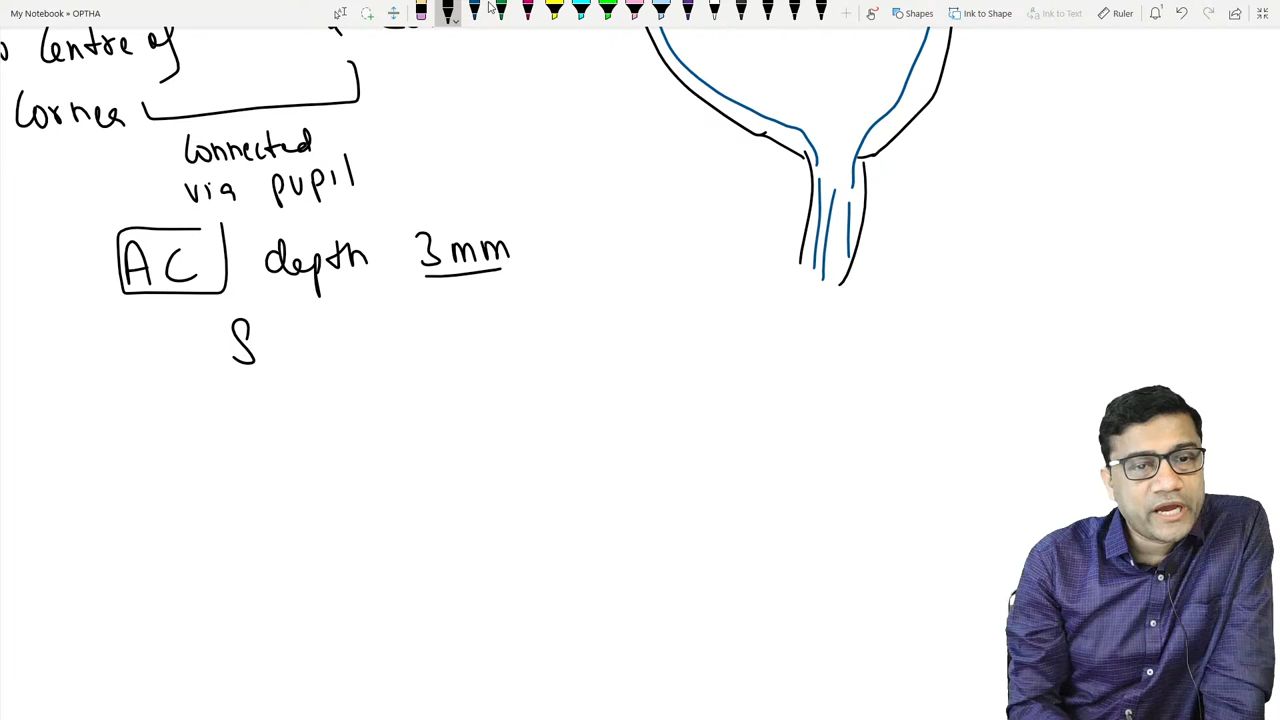 My Notebook » OPTHA
Shapes
Ink to Shape
Ink to Text
Ruler
Centre of
Cornea
Connected
via pupil
AC depth 3mm
S